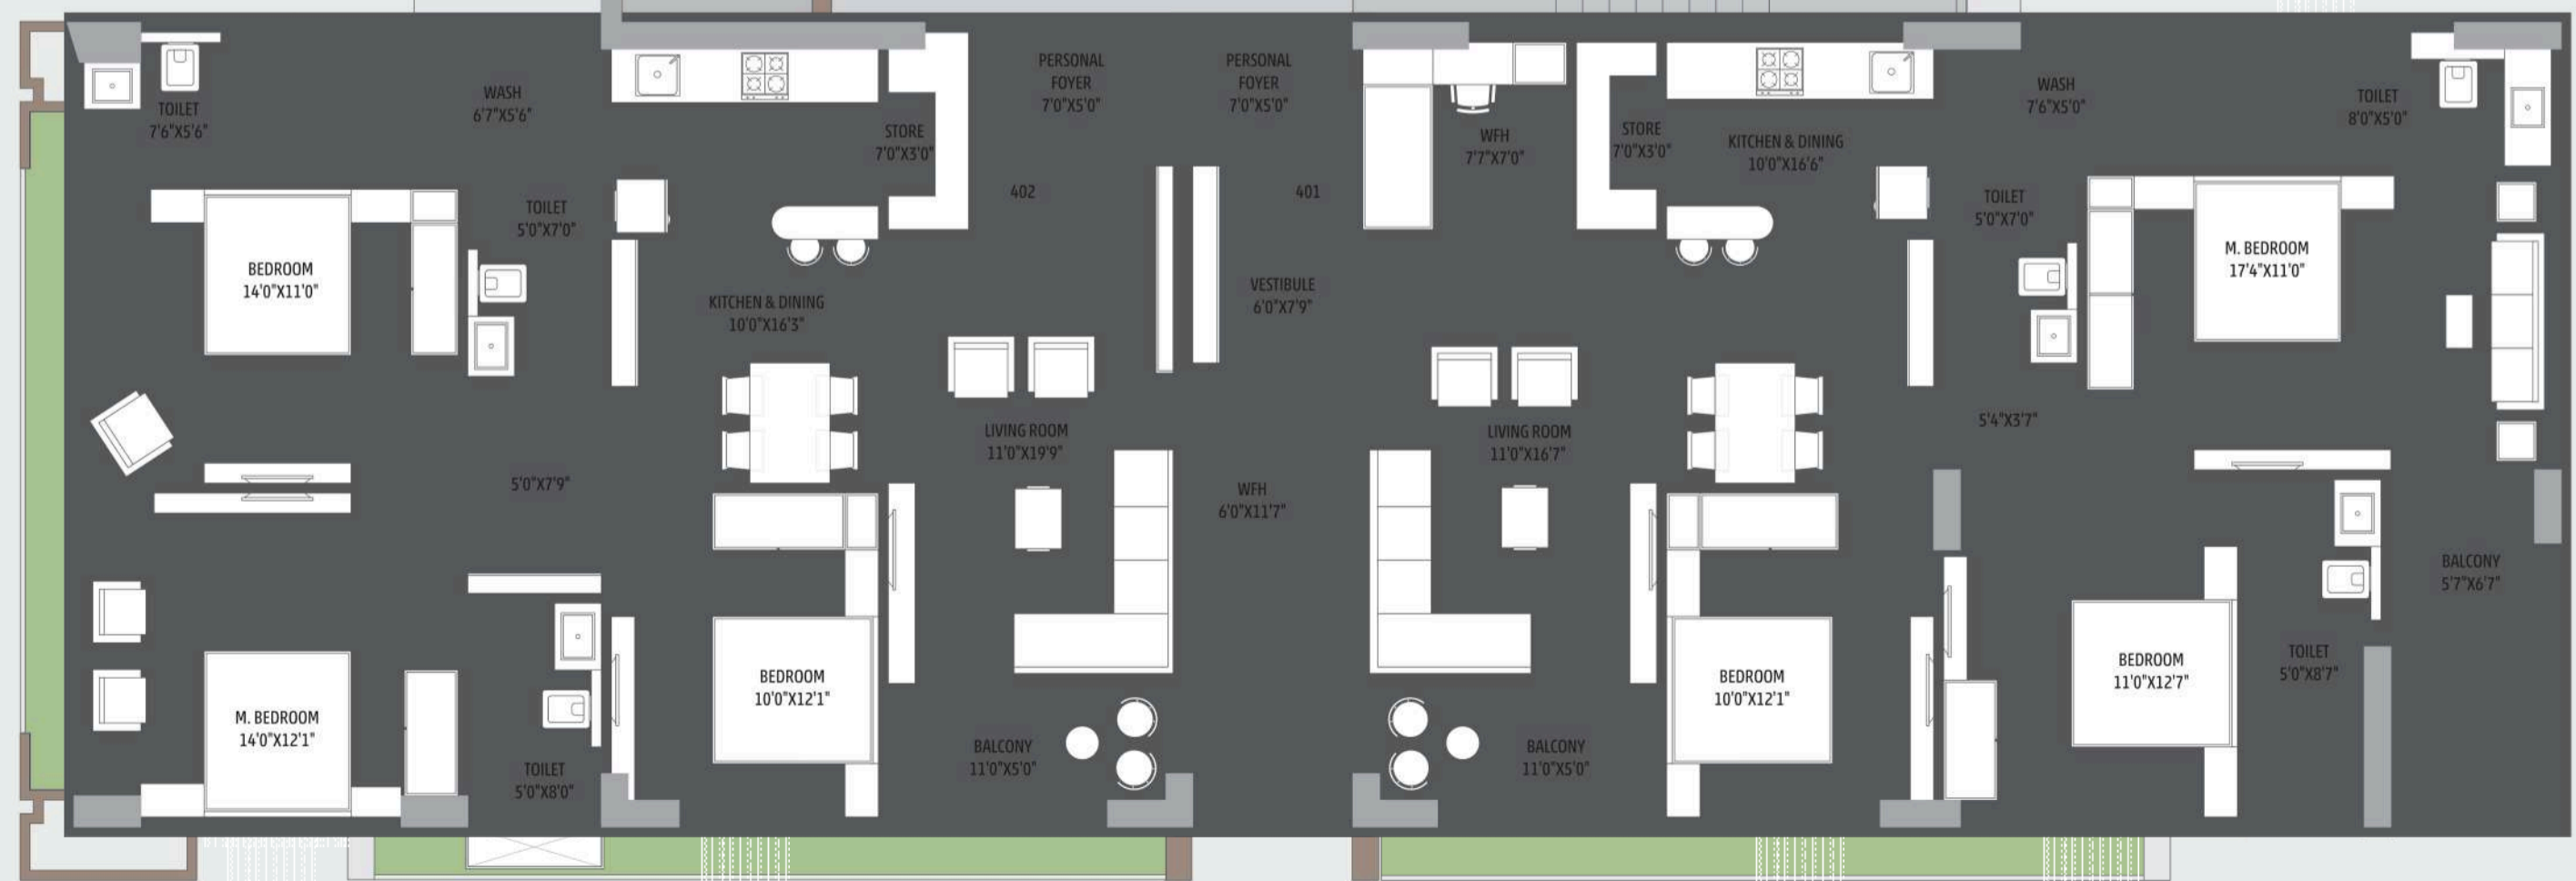 TOILET
7'6"X5'6"
WASH
6'7"X5'6"
STORE
7'0"X3'0"
PERSONAL
FOYER
7'0"X5'0"
PERSONAL
FOYER
7'0"X5'0"
WFH
7'7"X7'0"
STORE
7'0"X3'0"
KITCHEN & DINING
10'0"X16'6"
WASH
7'6"X5'0"
TOILET
8'0"X5'0"
BEDROOM
14'0"X11'0"
TOILET
5'0"X7'0"
402
401
TOILET
5'0"X7'0"
M. BEDROOM
17'4"X11'0"
KITCHEN & DINING
10'0"X16'3"
VESTIBULE
6'0"X7'9"
LIVING ROOM
11'0"X19'9"
LIVING ROOM
11'0"X16'7"
5'4"X3'7"
5'0"X7'9"
WFH
6'0"X11'7"
BALCONY
5'7"X6'7"
M. BEDROOM
14'0"X12'1"
TOILET
5'0"X8'0"
BEDROOM
10'0"X12'1"
BALCONY
11'0"X5'0"
BALCONY
11'0"X5'0"
BEDROOM
10'0"X12'1"
BEDROOM
11'0"X12'7"
TOILET
5'0"X8'7"